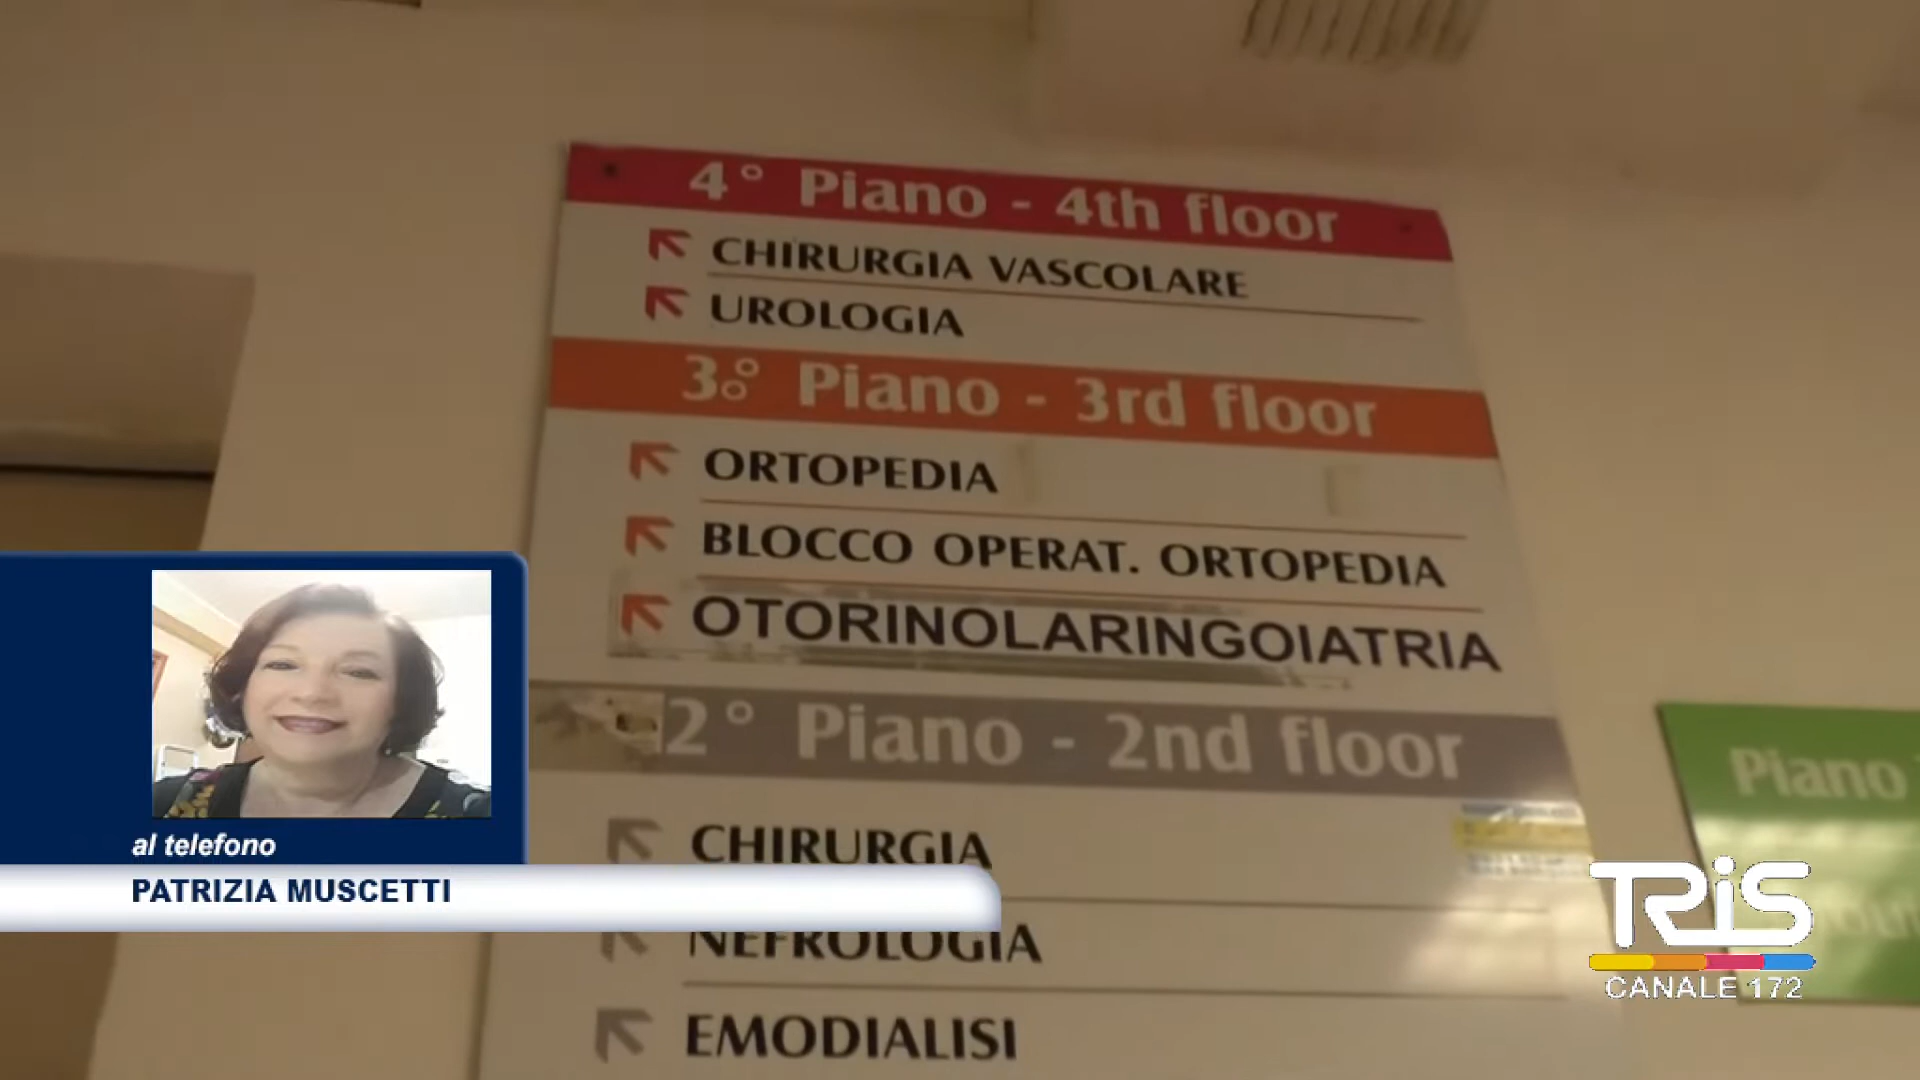 4° Piano - 4th floor
CHIRURGIA VASCOLARE
UROLOGIA
3° Piano - 3rd floor
ORTOPEDIA
BLOCCO OPERAT. ORTOPEDIA
OTORINOLARINGOIATRIA
2° Piano - 2nd floor
CHIRURGIA
NEFROLOGIA
EMODIALISI
Piano
al telefono
PATRIZIA MUSCETTI
TRiS
CANALE 172